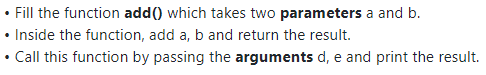 • Fill the function add() which takes two parameters a and b.
• Inside the function, add a, b and return the result.
• Call this function by passing the arguments d, e and print the result.